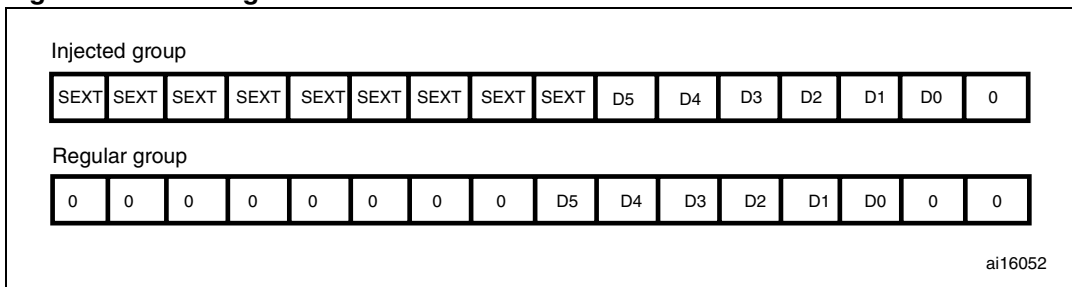 Injected group
SEXT SEXT SEXT SEXT SEXT SEXT SEXT SEXT SEXT D5 D4 D3 D2 D1 D0 0
Regular group
0 0 0 0 0 0 0 0 D5 D4 D3 D2 D1 D0 0 0
ai16052